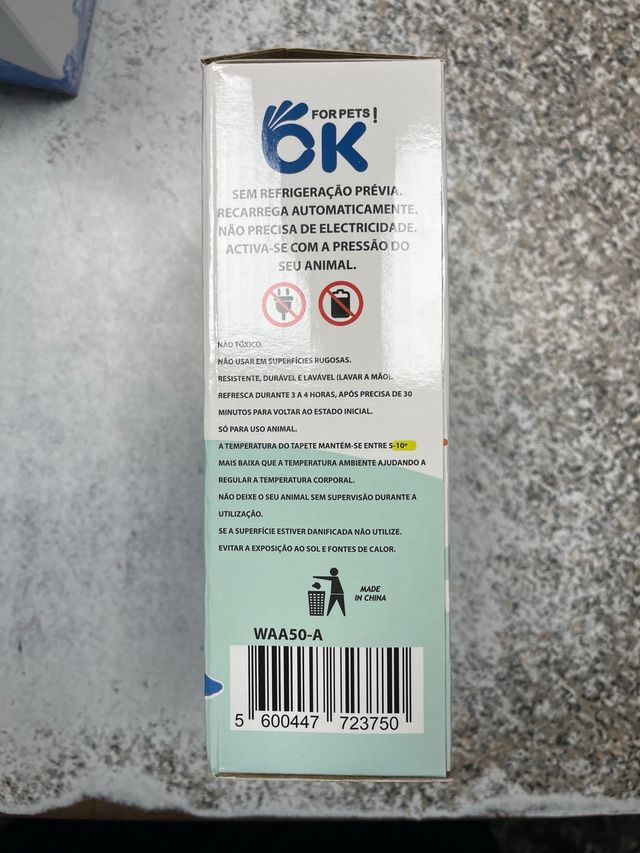 FOR PETS!
OK
SEM REFRIGERAÇÃO PRÉVIA.
RECARREGA AUTOMATICAMENTE.
NÃO PRECISA DE ELECTRICIDADE.
ACTIVA-SE COM A PRESSÃO DO
SEU ANIMAL.
NÃO TÓXICO.
NÃO USAR EM SUPERFÍCIES RUGOSAS.
RESISTENTE, DURÁVEL E LAVÁVEL (LAVAR A MÃO).
REFRESCA DURANTE 3 A 4 HORAS, APÓS PRECISA DE 30
MINUTOS PARA VOLTAR AO ESTADO INICIAL.
SÓ PARA USO ANIMAL.
A TEMPERATURA DO TAPETE MANTÉM-SE ENTRE 5-10º
MAIS BAIXA QUE A TEMPERATURA AMBIENTE AJUDANDO A
REGULAR A TEMPERATURA CORPORAL.
NÃO DEIXE O SEU ANIMAL SEM SUPERVISÃO DURANTE A
UTILIZAÇÃO.
SE A SUPERFÍCIE ESTIVER DANIFICADA NÃO UTILIZE.
EVITAR A EXPOSIÇÃO AO SOL E FONTES DE CALOR.
MADE
IN CHINA
WAA50-A
5 600447 723750